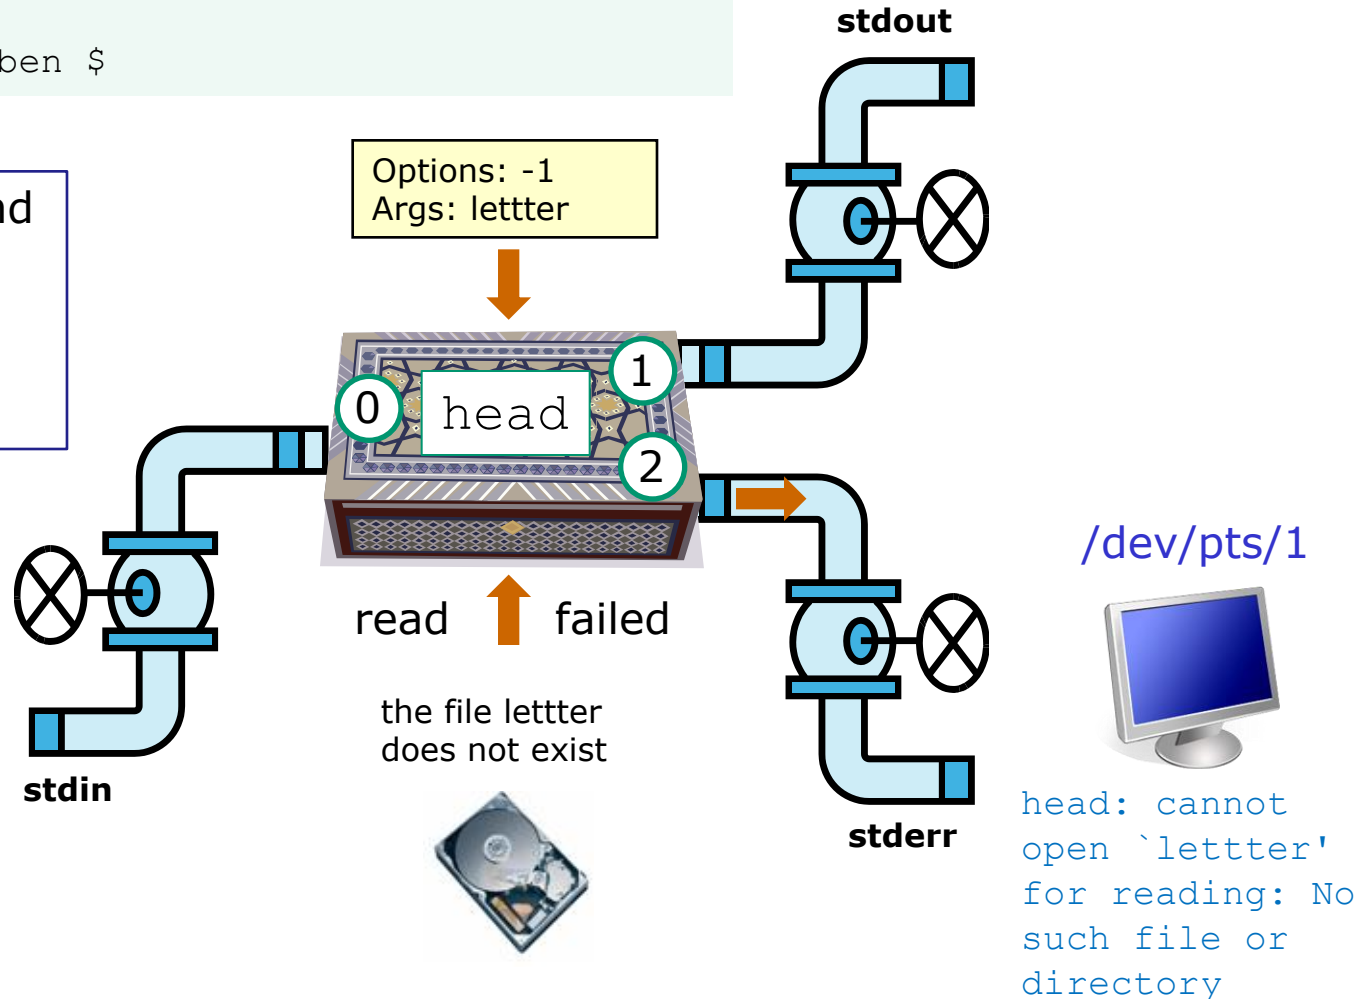 ben $
nd
stdout
Options: -1
Args: lettter
0
head
1
2
read failed
the file lettter
does not exist
stdin
stderr
/dev/pts/1
head: cannot
open `lettter'
for reading: No
such file or
directory